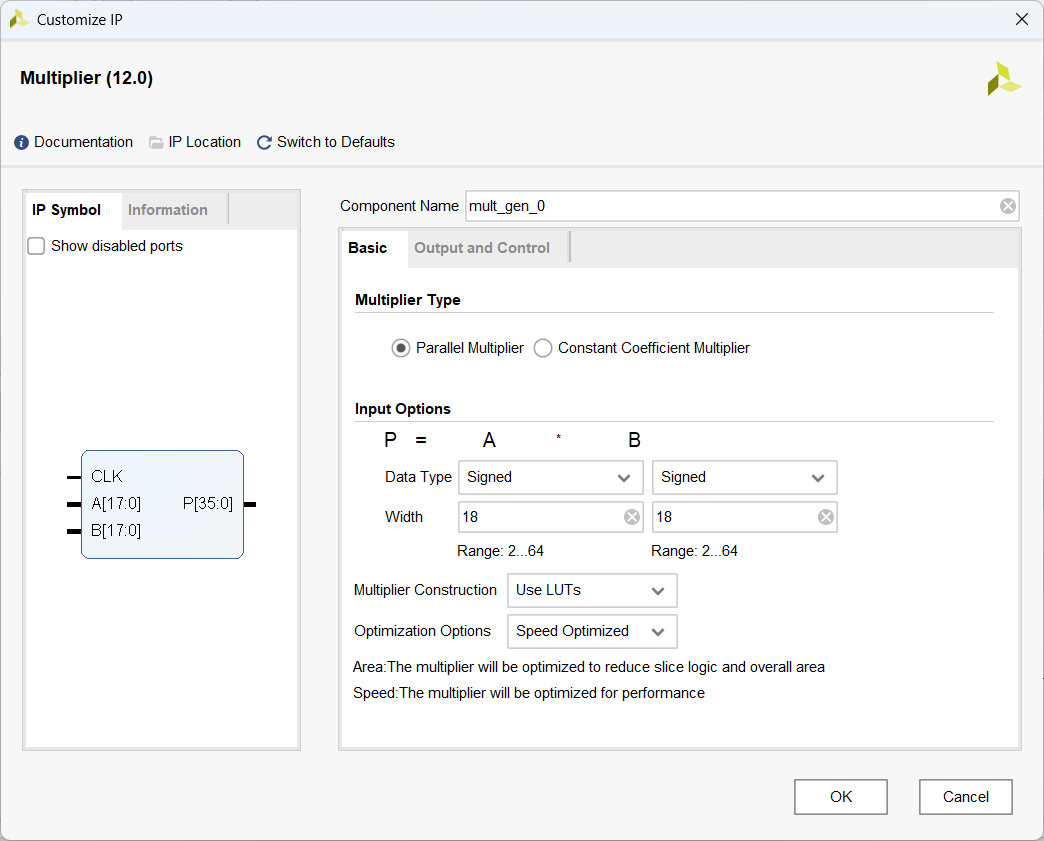 Customize IP
Multiplier (12.0)
Documentation IP Location Switch to Defaults
IP Symbol Information
Show disabled ports
CLK
A[17:0] P[35:0]
B[17:0]
Component Name mult_gen_0
Basic Output and Control
Multiplier Type
Parallel Multiplier Constant Coefficient Multiplier
Input Options
P = A * B
Data Type Signed Signed
Width 18 18
Range: 2...64 Range: 2...64
Multiplier Construction Use LUTs
Optimization Options Speed Optimized
Area:The multiplier will be optimized to reduce slice logic and overall area
Speed:The multiplier will be optimized for performance
OK Cancel